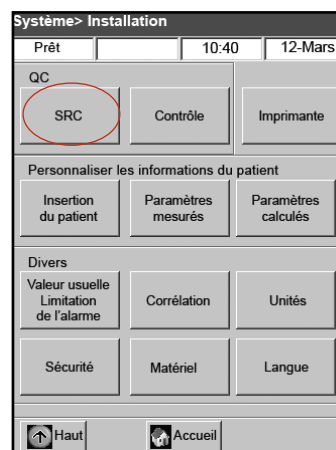 Système> Installation
Prêt 10:40 12-Mars
QC
SRC Contrôle Imprimante
Personnaliser les informations du patient
Insertion du patient
Paramètres mesurés
Paramètres calculés
Divers
Valeur usuelle Limitation de l'alarme
Corrélation
Unités
Sécurité Matériel Langue
Haut Accueil